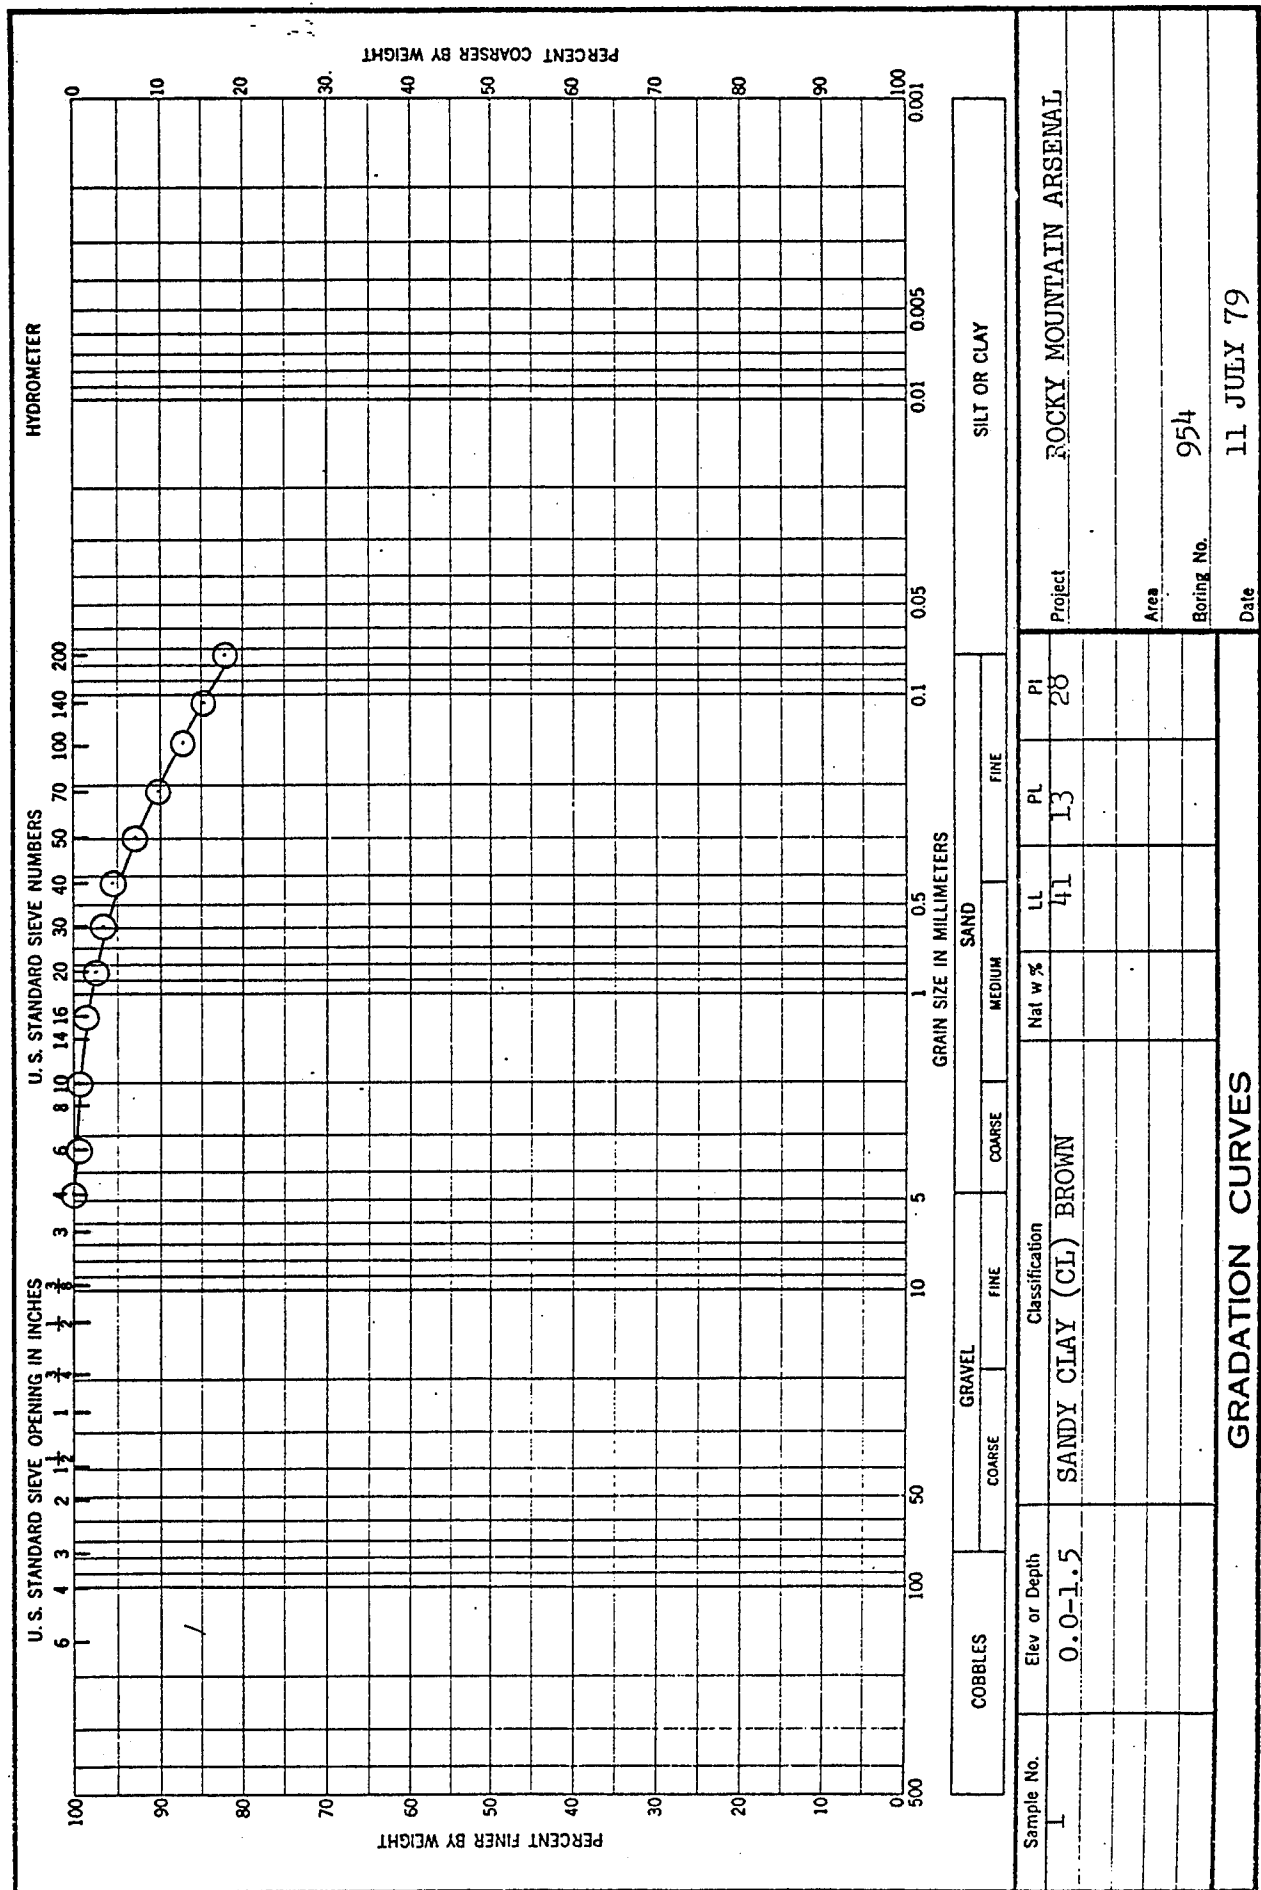 U. S. STANDARD SIEVE OPENING IN INCHES
U. S. STANDARD SIEVE NUMBERS
HYDROMETER
6 4 3 2 1½ 1 ¾ ½ ⅜ 3 4 6 8 10 14 16 20 30 40 50 70 100 140 200
PERCENT FINER BY WEIGHT
100
90
80
70
60
50
40
30
20
10
0
PERCENT COARSER BY WEIGHT
0
10
20
30.
40
50
60
70
80
90
100
500 100 50 10 5 1 0.5 0.1 0.05 0.01 0.005 0.001
GRAIN SIZE IN MILLIMETERS
COBBLES
GRAVEL
COARSE FINE
SAND
COARSE MEDIUM FINE
SILT OR CLAY
Sample No. Elev or Depth Classification Nat w % LL PL PI
1 0.0-1.5 SANDY CLAY (CL) BROWN 41 13 28
Project ROCKY MOUNTAIN ARSENAL
Area
Boring No. 954
Date 11 JULY 79
GRADATION CURVES